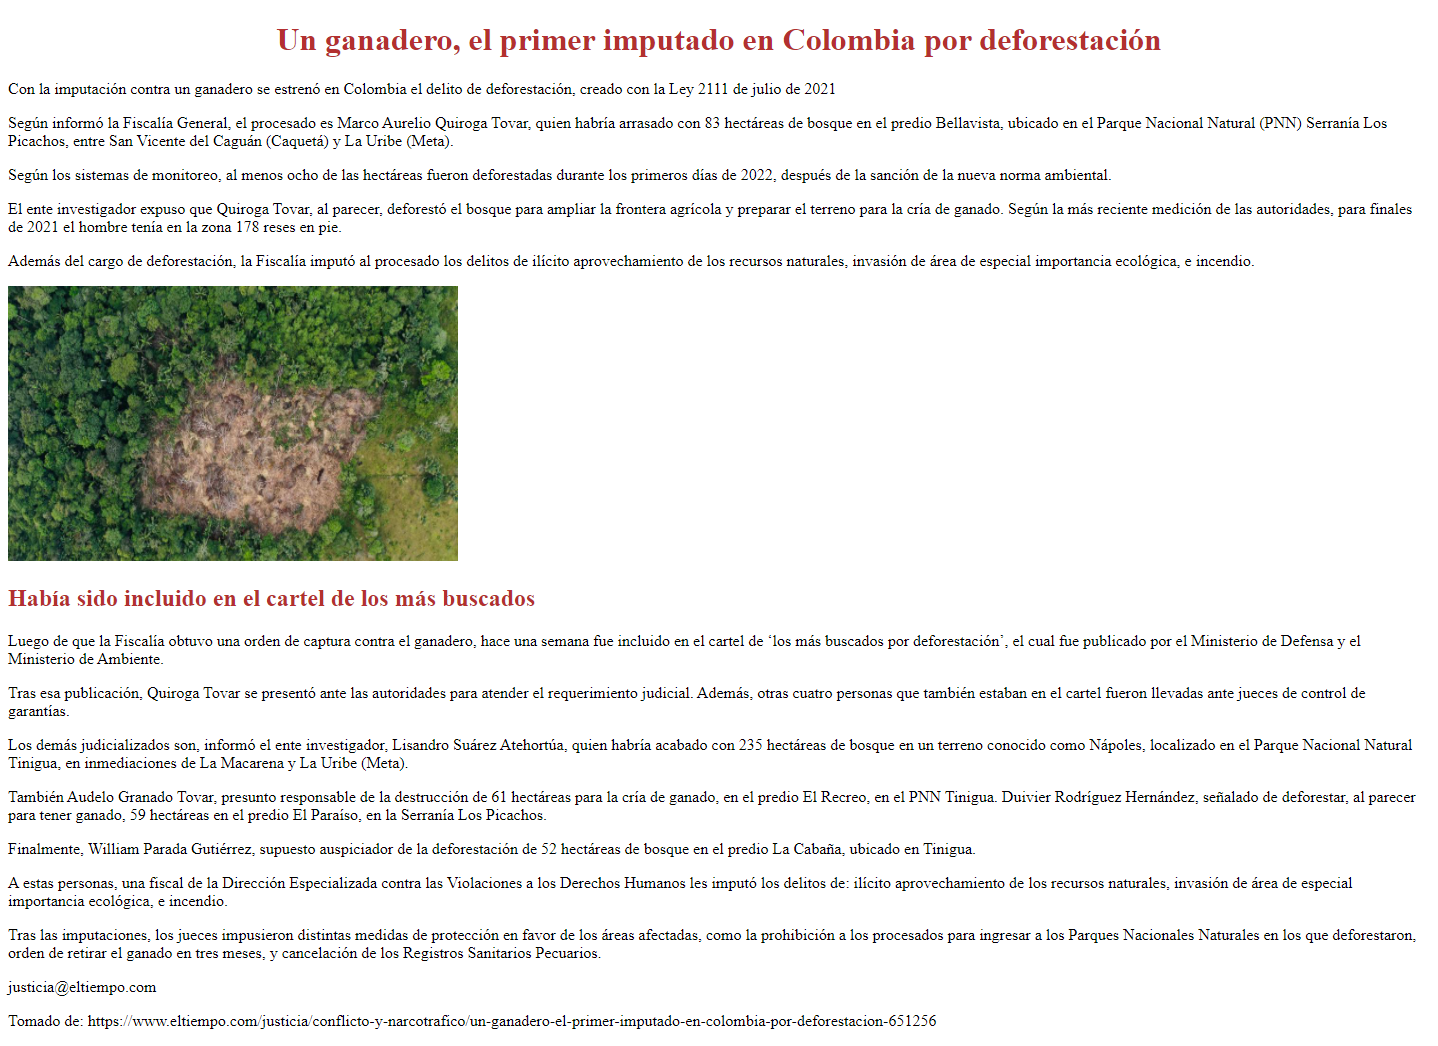 Un ganadero, el primer imputado en Colombia por deforestación
Con la imputación contra un ganadero se estrenó en Colombia el delito de deforestación, creado con la Ley 2111 de julio de 2021
Según informó la Fiscalía General, el procesado es Marco Aurelio Quiroga Tovar, quien habría arrasado con 83 hectáreas de bosque en el predio Bellavista, ubicado en el Parque Nacional Natural (PNN) Serranía Los
Picachos, entre San Vicente del Caguán (Caquetá) y La Uribe (Meta).
Según los sistemas de monitoreo, al menos ocho de las hectáreas fueron deforestadas durante los primeros días de 2022, después de la sanción de la nueva norma ambiental.
El ente investigador expuso que Quiroga Tovar, al parecer, deforestó el bosque para ampliar la frontera agrícola y preparar el terreno para la cría de ganado. Según la más reciente medición de las autoridades, para finales
de 2021 el hombre tenía en la zona 178 reses en pie.
Además del cargo de deforestación, la Fiscalía imputó al procesado los delitos de ilícito aprovechamiento de los recursos naturales, invasión de área de especial importancia ecológica, e incendio.
Había sido incluido en el cartel de los más buscados
Luego de que la Fiscalía obtuvo una orden de captura contra el ganadero, hace una semana fue incluido en el cartel de ‘los más buscados por deforestación’, el cual fue publicado por el Ministerio de Defensa y el
Ministerio de Ambiente.
Tras esa publicación, Quiroga Tovar se presentó ante las autoridades para atender el requerimiento judicial. Además, otras cuatro personas que también estaban en el cartel fueron llevadas ante jueces de control de
garantías.
Los demás judicializados son, informó el ente investigador, Lisandro Suárez Atehortúa, quien habría acabado con 235 hectáreas de bosque en un terreno conocido como Nápoles, localizado en el Parque Nacional Natural
Tinigua, en inmediaciones de La Macarena y La Uribe (Meta).
También Audelo Granado Tovar, presunto responsable de la destrucción de 61 hectáreas para la cría de ganado, en el predio El Recreo, en el PNN Tinigua. Duivier Rodríguez Hernández, señalado de deforestar, al parecer
para tener ganado, 59 hectáreas en el predio El Paraíso, en la Serranía Los Picachos.
Finalmente, William Parada Gutiérrez, supuesto auspiciador de la deforestación de 52 hectáreas de bosque en el predio La Cabaña, ubicado en Tinigua.
A estas personas, una fiscal de la Dirección Especializada contra las Violaciones a los Derechos Humanos les imputó los delitos de: ilícito aprovechamiento de los recursos naturales, invasión de área de especial
importancia ecológica, e incendio.
Tras las imputaciones, los jueces impusieron distintas medidas de protección en favor de los áreas afectadas, como la prohibición a los procesados para ingresar a los Parques Nacionales Naturales en los que deforestaron,
orden de retirar el ganado en tres meses, y cancelación de los Registros Sanitarios Pecuarios.
justicia@eltiempo.com
Tomado de: https://www.eltiempo.com/justicia/conflicto-y-narcotrafico/un-ganadero-el-primer-imputado-en-colombia-por-deforestacion-651256